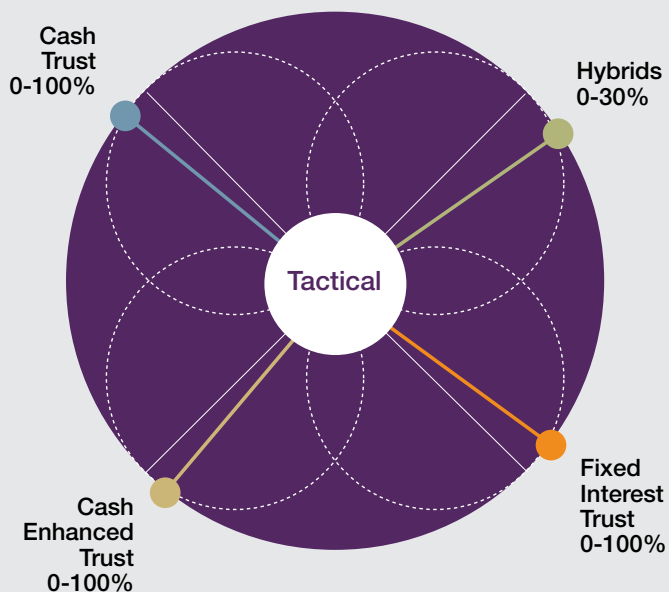 Cash
Trust
0-100%
Hybrids
0-30%
Tactical
Cash
Enhanced
Trust
0-100%
Fixed
Interest
Trust
0-100%